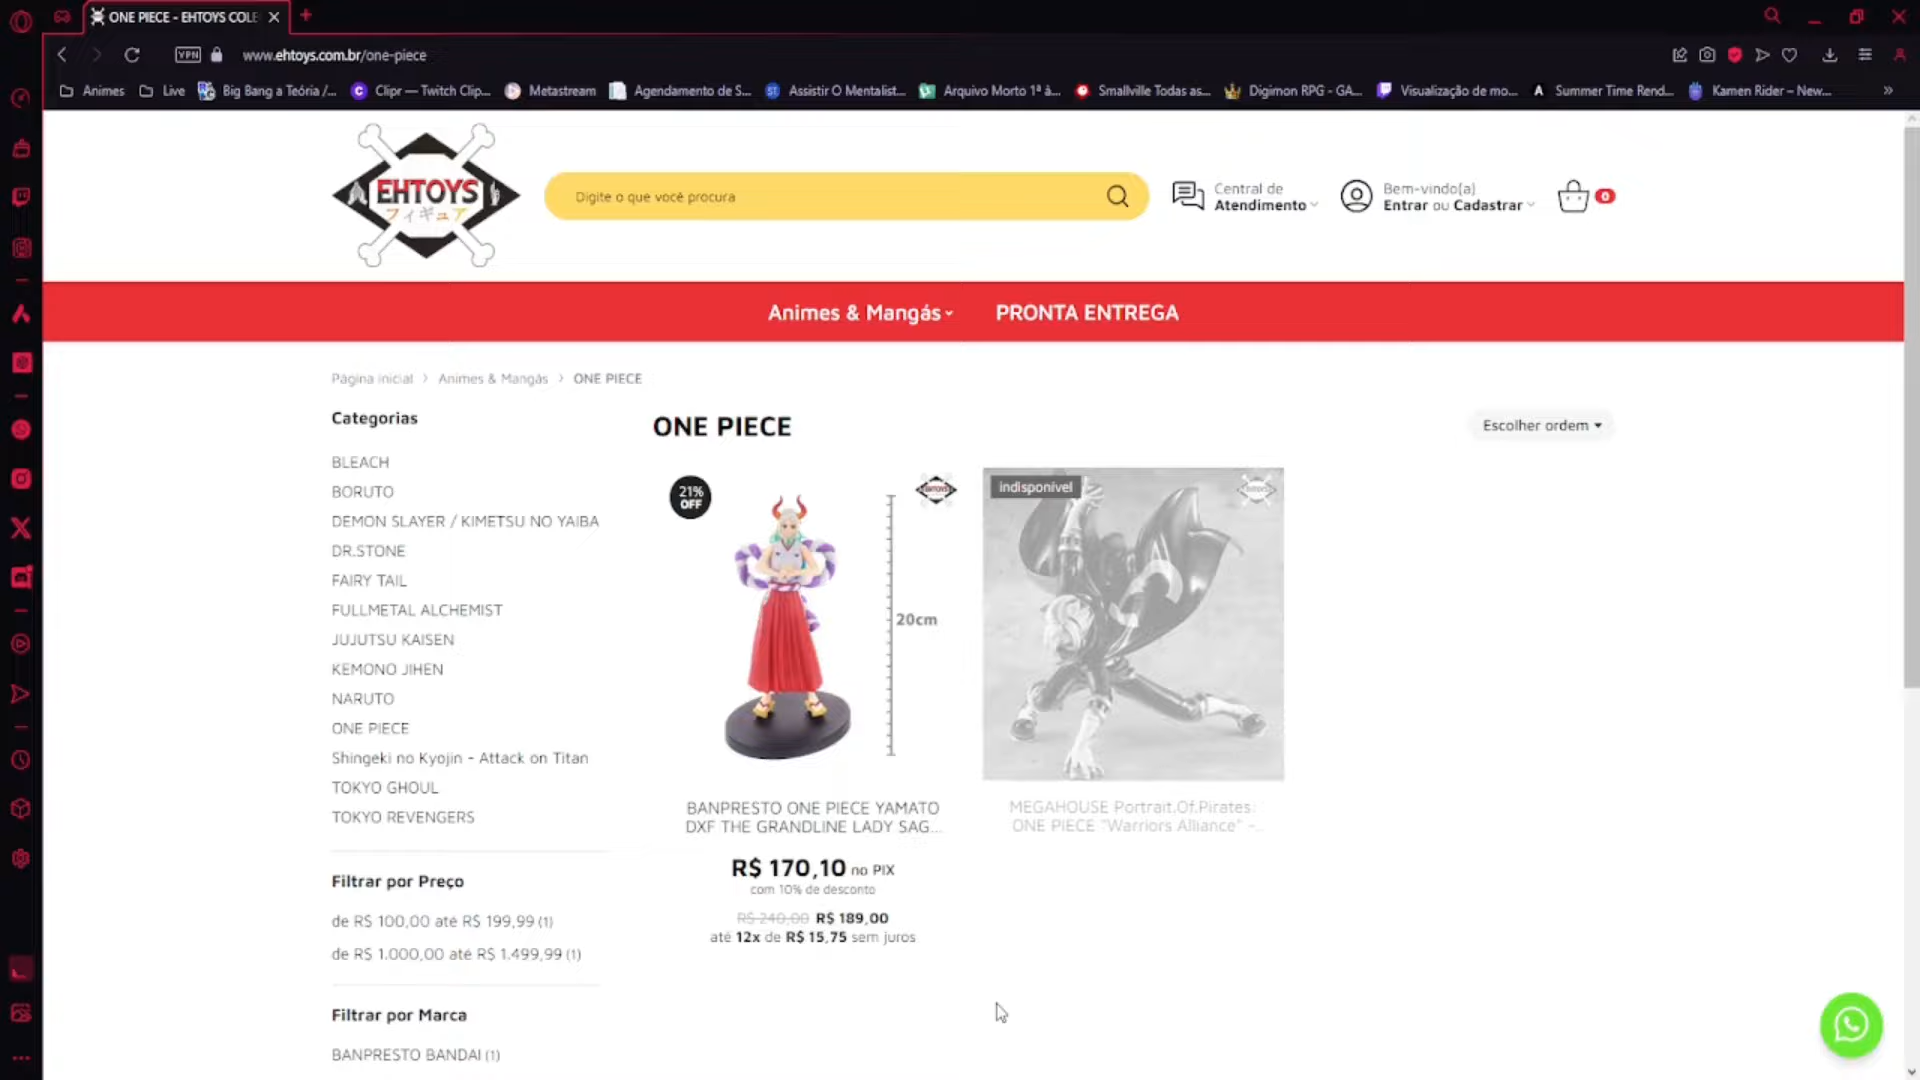 ONE PIECE - EHTOYS COLE
VPN
www.ehtoys.com.br/one-piece
Animes
Live
Big Bang a Teória /...
Clipr — Twitch Clip...
Metastream
Agendamento de S...
Assistir O Mentalist...
Arquivo Morto 1ª à...
Smallville Todas as...
Digimon RPG - GA...
Visualização de mo...
Summer Time Rend...
Kamen Rider – New...
EHTOYS
フィギュア
Digite o que você procura
Central de
Atendimento
Bem-vindo(a)
Entrar ou Cadastrar
0
Animes & Mangás
PRONTA ENTREGA
Página inicial > Animes & Mangás > ONE PIECE
Categorias
BLEACH
BORUTO
DEMON SLAYER / KIMETSU NO YAIBA
DR.STONE
FAIRY TAIL
FULLMETAL ALCHEMIST
JUJUTSU KAISEN
KEMONO JIHEN
NARUTO
ONE PIECE
Shingeki no Kyojin - Attack on Titan
TOKYO GHOUL
TOKYO REVENGERS
Filtrar por Preço
de R$ 100,00 até R$ 199,99 (1)
de R$ 1.000,00 até R$ 1.499,99 (1)
Filtrar por Marca
BANPRESTO BANDAI (1)
ONE PIECE
Escolher ordem
21%
OFF
EHTOYS
20cm
BANPRESTO ONE PIECE YAMATO
DXF THE GRANDLINE LADY SAG...
R$ 170,10 no PIX
com 10% de desconto
R$ 240,00 R$ 189,00
até 12x de R$ 15,75 sem juros
indisponível
EHTOYS
MEGAHOUSE Portrait.Of.Pirates:
ONE PIECE "Warriors Alliance" -...